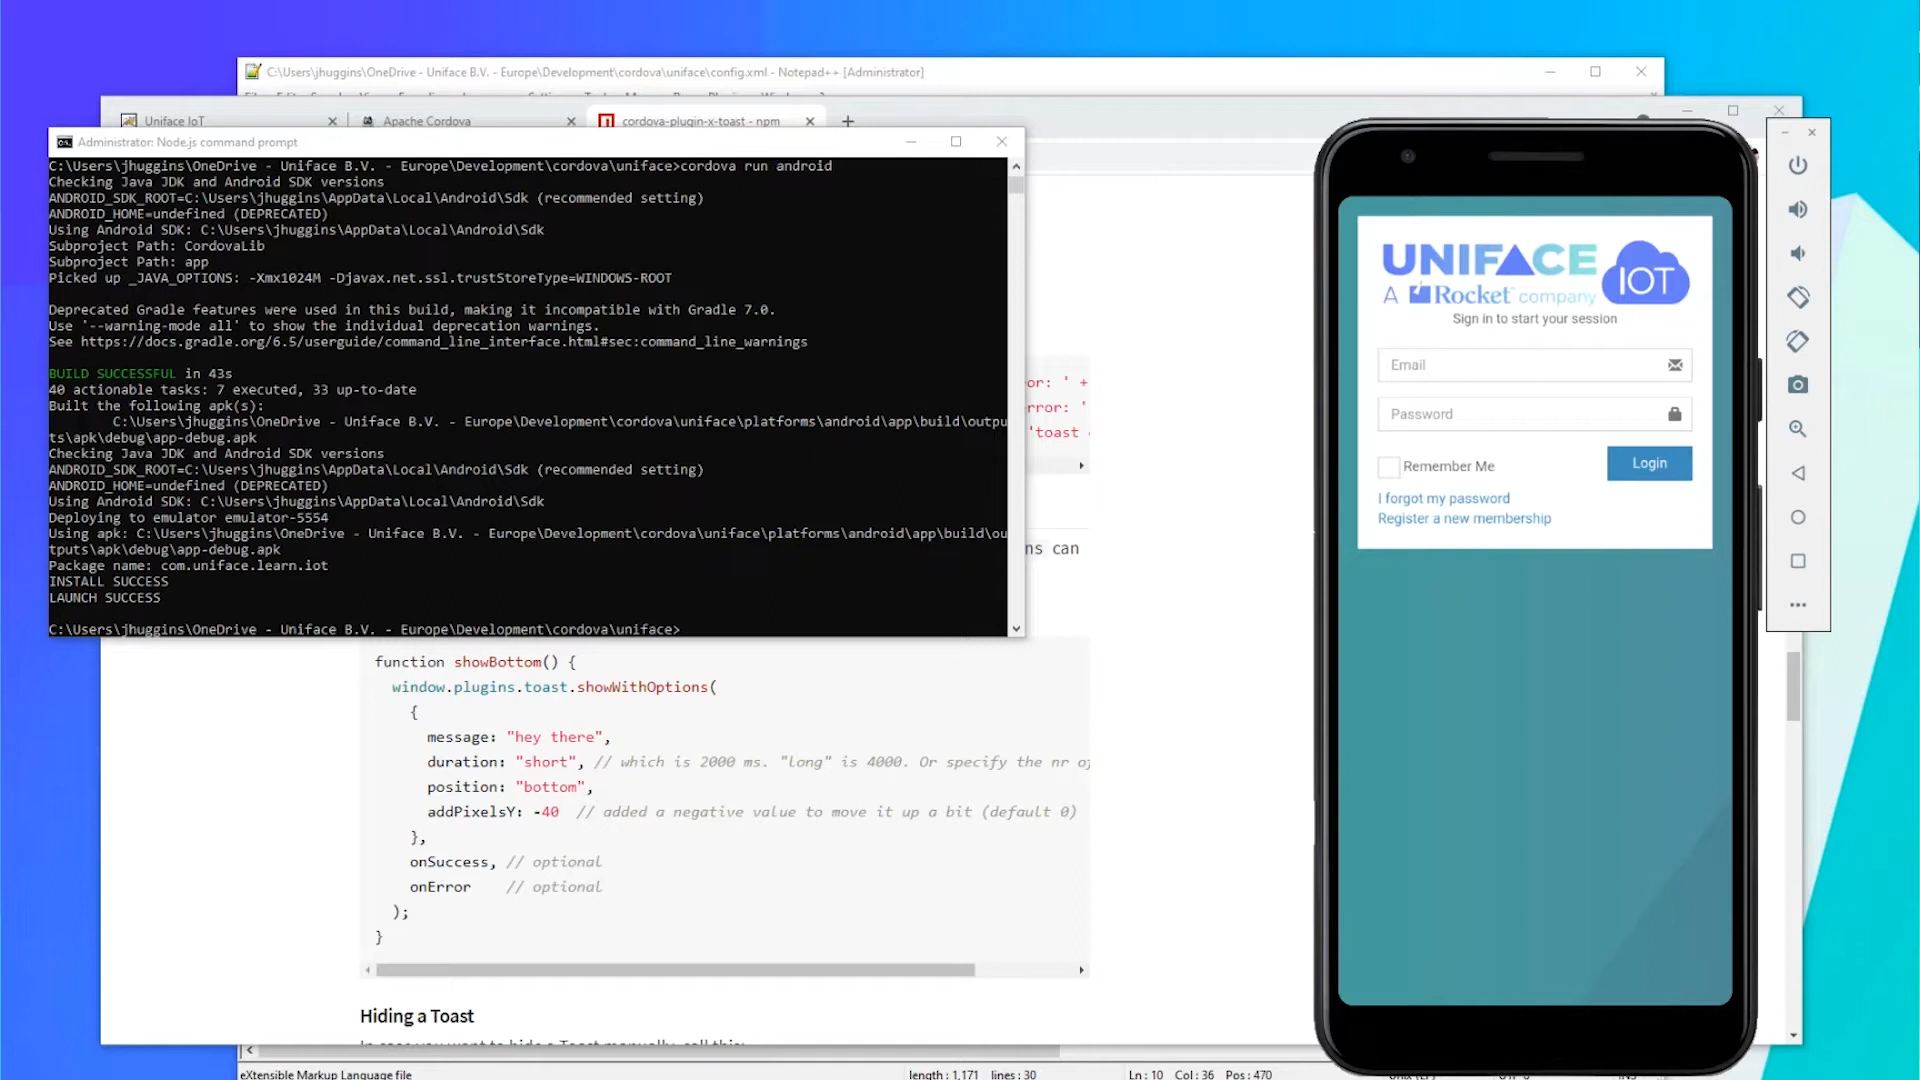 C:\Users\jhuggins\OneDrive - Uniface B.V. - Europe\Development\cordova\uniface\config.xml - Notepad++ [Administrator]
Uniface IoT
Apache Cordova
cordova-plugin-x-toast - npm
Administrator: Node.js command prompt
C:\Users\jhuggins\OneDrive - Uniface B.V. - Europe\Development\cordova\uniface>cordova run android
Checking Java JDK and Android SDK versions
ANDROID_SDK_ROOT=C:\Users\jhuggins\AppData\Local\Android\Sdk (recommended setting)
ANDROID_HOME=undefined (DEPRECATED)
Using Android SDK: C:\Users\jhuggins\AppData\Local\Android\Sdk
Subproject Path: CordovaLib
Subproject Path: app
Picked up _JAVA_OPTIONS: -Xmx1024M -Djavax.net.ssl.trustStoreType=WINDOWS-ROOT
Deprecated Gradle features were used in this build, making it incompatible with Gradle 7.0.
Use '--warning-mode all' to show the individual deprecation warnings.
See https://docs.gradle.org/6.5/userguide/command_line_interface.html#sec:command_line_warnings
BUILD SUCCESSFUL in 43s
40 actionable tasks: 7 executed, 33 up-to-date
Built the following apk(s):
C:\Users\jhuggins\OneDrive - Uniface B.V. - Europe\Development\cordova\uniface\platforms\android\app\build\outpu
ts\apk\debug\app-debug.apk
Checking Java JDK and Android SDK versions
ANDROID_SDK_ROOT=C:\Users\jhuggins\AppData\Local\Android\Sdk (recommended setting)
ANDROID_HOME=undefined (DEPRECATED)
Using Android SDK: C:\Users\jhuggins\AppData\Local\Android\Sdk
Deploying to emulator emulator-5554
Using apk: C:\Users\jhuggins\OneDrive - Uniface B.V. - Europe\Development\cordova\uniface\platforms\android\app\build\ou
tputs\apk\debug\app-debug.apk
Package name: com.uniface.learn.iot
INSTALL SUCCESS
LAUNCH SUCCESS
C:\Users\jhuggins\OneDrive - Uniface B.V. - Europe\Development\cordova\uniface>
or: ' +
rror: '
'toast
ns can
function showBottom() {
window.plugins.toast.showWithOptions(
{
message: "hey there",
duration: "short", // which is 2000 ms. "long" is 4000. Or specify the nr of
position: "bottom",
addPixelsY: -40 // added a negative value to move it up a bit (default 0)
},
onSuccess, // optional
onError // optional
);
}
Hiding a Toast
eXtensible Markup Language file
length : 1,171 lines : 30
Ln : 10 Col : 36 Pos : 470
UNIFACE IOT
A Rocket company
Sign in to start your session
Email
Password
Remember Me
Login
I forgot my password
Register a new membership